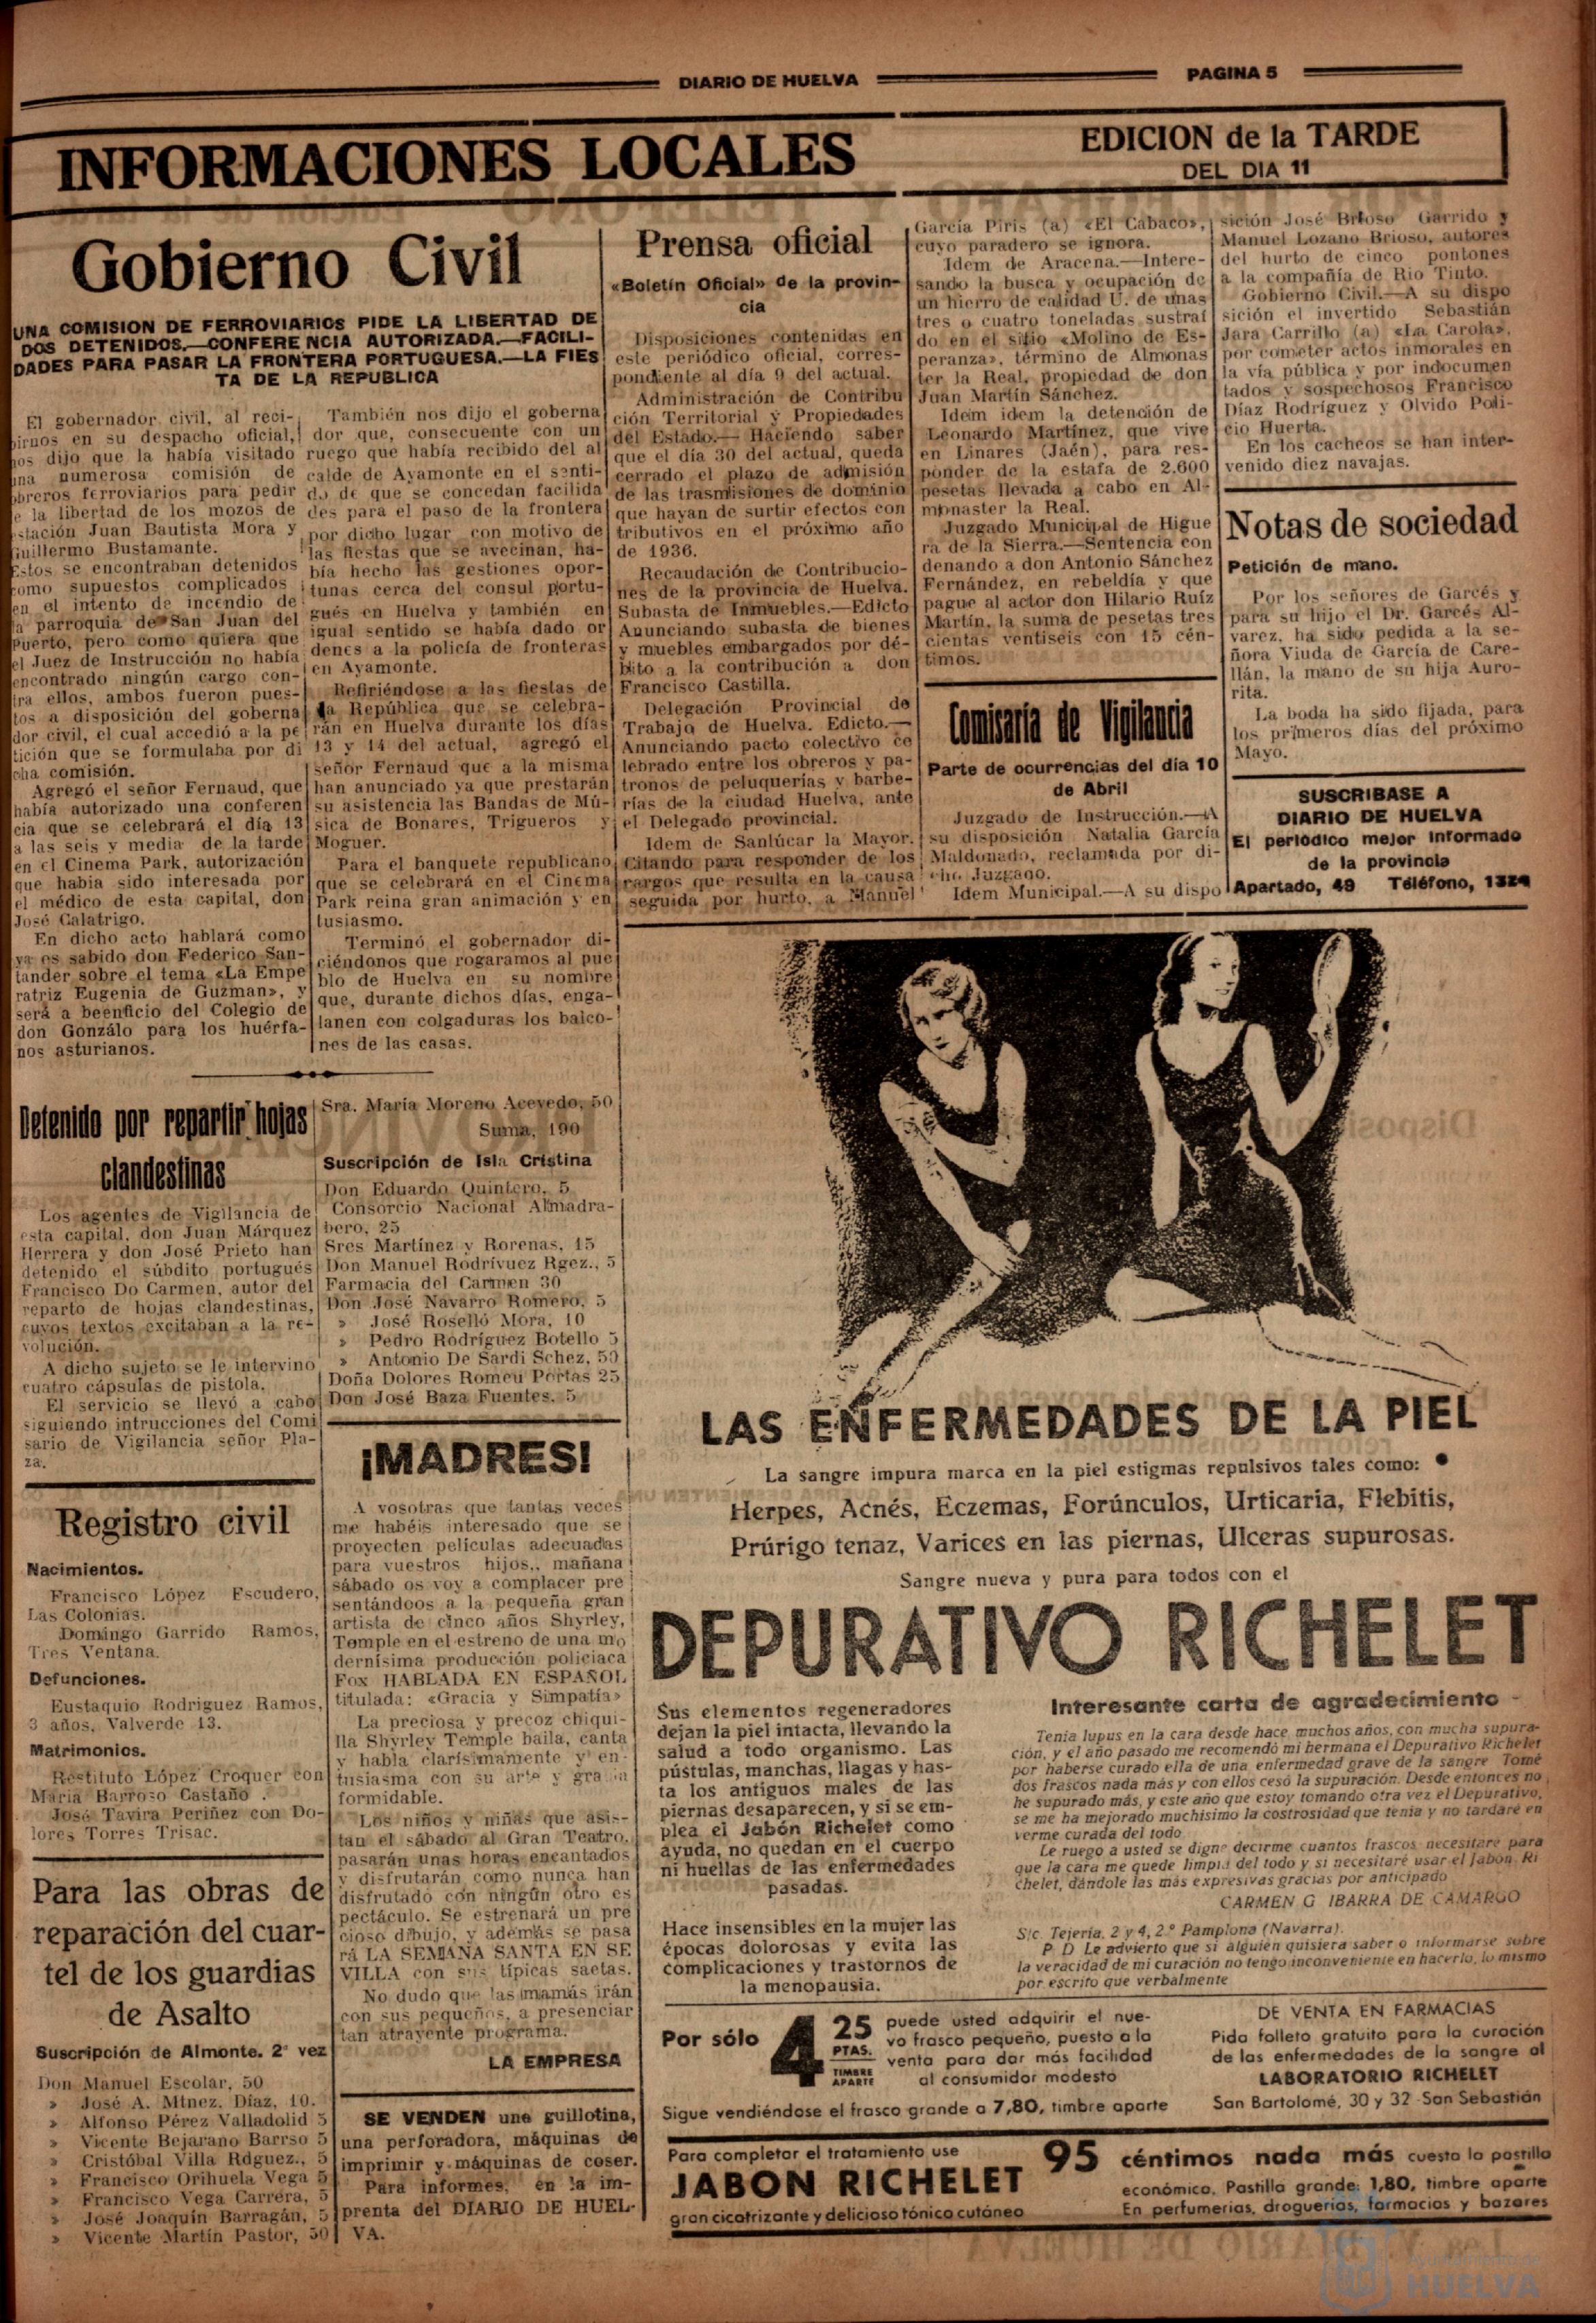 DIARIO DE HUELVA
PAGINA 5
INFORMACIONES LOCALES
EDICION de la TARDE
DEL DIA 11
Gobierno Civil
UNA COMISION DE FERROVIARIOS PIDE LA LIBERTAD DE
DOS DETENIDOS.—CONFERENCIA AUTORIZADA.—FACILI-
DADES PARA PASAR LA FRONTERA PORTUGUESA.—LA FIES
TA DE LA REPUBLICA
El gobernador civil, al reci-
birnos en su despacho oficial,
nos dijo que la había visitado
una numerosa comisión de
obreros ferroviarios para pedir
e la libertad de los mozos de
estación Juan Bautista Mora y
Guillermo Bustamante.
Estos se encontraban detenidos
como supuestos complicados
en el intento de incendio de
la parroquia de San Juan del
Puerto, pero como quiera que
el Juez de Instrucción no había
encontrado ningún cargo con-
tra ellos, ambos fueron pues-
tos a disposición del goberna
dor civil, el cual accedió a la pe
tición que se formulaba por di
cha comisión.
Agregó el señor Fernaud, que
había autorizado una conferen
cia que se celebrará el día 13
a las seis y media de la tarde
en el Cinema Park, autorización
que habia sido interesada por
el médico de esta capital, don
José Calatrigo.
En dicho acto hablará como
ya es sabido don Federico San-
tander sobre el tema «La Empe
ratriz Eugenia de Guzman», y
será a beenficio del Colegio de
don Gonzálo para los huérfa-
nos asturianos.
También nos dijo el goberna
dor que, consecuente con un
ruego que había recibido del al
calde de Ayamonte en el senti-
do de que se concedan facilida
des para el paso de la frontera
por dicho lugar con motivo de
las fiestas que se avecinan, ha-
bía hecho las gestiones opor-
tunas cerca del consul portu-
gués en Huelva y también en
igual sentido se había dado or
denes a la policía de fronteras
en Ayamonte.
Refiriéndose a las fiestas de
la República que se celebra-
rán en Huelva durante los días
13 y 14 del actual, agregó el
señor Fernaud que a la misma
han anunciado ya que prestarán
su asistencia las Bandas de Mú-
sica de Bonares, Trigueros y
Moguer.
Para el banquete republicano
que se celebrará en el Cinema
Park reina gran animación y en
tusiasmo.
Terminó el gobernador di-
ciéndonos que rogaramos al pue
blo de Huelva en su nombre
que, durante dichos días, enga-
lanen con colgaduras los balco-
nes de las casas.
Prensa oficial
«Boletín Oficial» de la provin-
cia
Disposiciones contenidas en
este periódico oficial, corres-
pondiente al día 9 del actual.
Administración de Contribu
ción Territorial y Propiedades
del Estado.— Haciendo saber
que el día 30 del actual, queda
cerrado el plazo de admisión
de las trasmisiones de dominio
que hayan de surtir efectos con
tributivos en el próximo año
de 1936.
Recaudación de Contribucio-
nes de la provincia de Huelva.
Subasta de Inmuebles.—Edicto
Anunciando subasta de bienes
y muebles embargados por dé-
bito a la contribución a don
Francisco Castilla.
Delegación Provincial de
Trabajo de Huelva. Edicto.—
Anunciando pacto colectivo ce
lebrado entre los obreros y pa-
tronos de peluquerías y barbe-
rías de la ciudad Huelva, ante
el Delegado provincial.
Idem de Sanlúcar la Mayor.
Citando para responder de los
cargos que resulta en la causa
seguida por hurto, a Manuel
García Piris (a) «El Cabaco»,
cuyo paradero se ignora.
Idem de Aracena.—Intere-
sando la busca y ocupación de
un hierro de calidad U. de unas
tres o cuatro toneladas sustraí
do en el sitio «Molino de Es-
peranza», término de Almonas
ter la Real, propiedad de don
Juan Martín Sánchez.
Idem idem la detención de
Leonardo Martínez, que vive
en Linares (Jaén), para res-
ponder de la estafa de 2.600
pesetas llevada a cabo en Al-
monaster la Real.
Juzgado Municipal de Higue
ra de la Sierra.—Sentencia con
denando a don Antonio Sánchez
Fernández, en rebeldía y que
pague al actor don Hilario Ruíz
Martín, la suma de pesetas tres
cientas ventiseis con 15 cén-
timos.
Comisaría de Vigilancia
Parte de ocurrencias del día 10
de Abril
Juzgado de Instrucción.—A
su disposición Natalia García
Maldonado, reclamada por di-
cho Juzgado.
Idem Municipal.—A su dispo
sición José Brioso Garrido y
Manuel Lozano Brioso, autores
del hurto de cinco pontones
a la compañía de Rio Tinto.
Gobierno Civil.—A su dispo
sición el invertido Sebastián
Jara Carrillo (a) «La Carola»,
por cometer actos inmorales en
la vía pública y por indocumen
tados y sospechosos Francisco
Díaz Rodríguez y Olvido Poli-
cio Huerta.
En los cacheos se han inter-
venido diez navajas.
Notas de sociedad
Petición de mano.
Por los señores de Garcés y
para su hijo el Dr. Garcés Al-
varez, ha sido pedida a la se-
ñora Viuda de García de Care-
llán, la mano de su hija Auro-
rita.
La boda ha sido fijada, para
los primeros días del próximo
Mayo.
SUSCRIBASE A
DIARIO DE HUELVA
El periódico mejor Informado
de la provincia
Apartado, 49 Teléfono, 1324
Detenido por repartir hojas
clandestinas
Los agentes de Vigilancia de
esta capital, don Juan Márquez
Herrera y don José Prieto han
detenido el súbdito portugués
Francisco Do Carmen, autor del
reparto de hojas clandestinas,
cuyos textos excitaban a la re-
volución.
A dicho sujeto se le intervino
cuatro cápsulas de pistola.
El servicio se llevó a cabo
siguiendo intrucciones del Comi
sario de Vigilancia señor Pla-
za.
Registro civil
Nacimientos.
Francisco López Escudero,
Las Colonias.
Domingo Garrido Ramos,
Tres Ventana.
Defunciones.
Eustaquio Rodriguez Ramos,
3 años, Valverde 13.
Matrimonios.
Restituto López Croquer con
María Barroso Castaño .
José Tavira Periñez con Do-
lores Torres Trisac.
Para las obras de
reparación del cuar-
tel de los guardias
de Asalto
Suscripción de Almonte. 2ª vez
Don Manuel Escolar, 50
» José A. Mtnez. Díaz, 10.
» Alfonso Pérez Valladolid 5
» Vicente Bejarano Barrso 5
» Cristóbal Villa Rdguez., 5
» Francisco Orihuela Vega 5
» Francisco Vega Carrera, 5
» José Joaquín Barragán, 5
» Vicente Martín Pastor, 50
Sra. María Moreno Acevedo, 50
Suma, 190
Suscripción de Isla Cristina
Don Eduardo Quintero, 5
Consorcio Nacional Almadra-
bero, 25
Sres Martínez y Rorenas, 15
Don Manuel Rodrívuez Rgez., 5
Farmacia del Carmen 30
Don José Navarro Romero, 5
» José Roselló Mora, 10
» Pedro Rodríguez Botello 5
» Antonio De Sardi Schez, 50
Doña Dolores Romeu Portas 25
Don José Baza Fuentes, 5
¡MADRES!
A vosotras que tantas veces
me habéis interesado que se
proyecten películas adecuadas
para vuestros hijos,, mañana
sábado os voy a complacer pre
sentándoos a la pequeña gran
artista de cinco años Shyrley,
Temple en el estreno de una mo
dernísima producción policiaca
Fox HABLADA EN ESPAÑOL
titulada: «Gracia y Simpatía»
La preciosa y precoz chiqui-
lla Shyrley Temple baila, canta
y habla clarísimamente y en-
tusiasma con su arte y gracia
formidable.
Los niños y niñas que asis-
tan el sábado al Gran Teatro,
pasarán unas horas encantados
y disfrutarán como nunca han
disfrutado con ningún otro es
pectáculo. Se estrenará un pre
cioso dibujo, y además se pasa
rá LA SEMANA SANTA EN SE
VILLA con sus típicas saetas.
No dudo que las mamás irán
con sus pequeños, a presenciar
tan atrayente programa.
LA EMPRESA
SE VENDEN una guillotina,
una perforadora, máquinas de
imprimir y máquinas de coser.
Para informes, en la im-
prenta del DIARIO DE HUEL-
VA.
LAS ENFERMEDADES DE LA PIEL
La sangre impura marca en la piel estigmas repulsivos tales como:
Herpes, Acnés, Eczemas, Forúnculos, Urticaria, Flebitis,
Prúrigo tenaz, Varices en las piernas, Ulceras supurosas.
Sangre nueva y pura para todos con el
DEPURATIVO RICHELET
Sus elementos regeneradores
dejan la piel intacta, llevando la
salud a todo organismo. Las
pústulas, manchas, llagas y has-
ta los antiguos males de las
piernas desaparecen, y si se em-
plea el Jabón Richelet como
ayuda, no quedan en el cuerpo
ni huellas de las enfermedades
pasadas.
Hace insensibles en la mujer las
épocas dolorosas y evita las
complicaciones y trastornos de
la menopausia.
Interesante carta de agradecimiento -
Tenia lupus en la cara desde hace muchos años, con mucha supura-
ción, y el año pasado me recomendó mi hermana el Depurativo Richelet
por haberse curado ella de una enfermedad grave de la sangre Tomé
dos frascos nada más y con ellos cesó la supuración. Desde entonces no
he supurado más, y este año que estoy tomando otra vez el Depurativo,
se me ha mejorado muchisimo la costrosidad que tenia y no tardaré en
verme curada del todo
Le ruego a usted se digne decirme cuantos frascos necesitaré para
que la cara me quede limpia del todo y si necesitaré usar el Jabon Ri
chelet, dándole las más expresivas gracias por anticipado
CARMEN G IBARRA DE CAMARGO
S/c Tejeria, 2 y 4, 2.º Pamplona (Navarra).
P. D Le advierto que si alguien quisiera saber o informarse sobre
la veracidad de mi curación no tengo inconveniente en hacerlo, lo mismo
por escrito que verbalmente
Por sólo 4 25 PTAS. TIMBRE APARTE
puede usted adquirir el nue-
vo frasco pequeño, puesto a la
venta para dar más facilidad
al consumidor modesto
Sigue vendiéndose el frasco grande a 7,80, timbre aparte
DE VENTA EN FARMACIAS
Pida folleto gratuito para la curación
de las enfermedades de la sangre al
LABORATORIO RICHELET
San Bartolomé, 30 y 32 - San Sebastián
Para completar el tratamiento use
JABON RICHELET
gran cicatrizante y delicioso tónico cutáneo
95 céntimos nada más cuesta la pastilla
económica. Pastilla grande: 1,80, timbre aparte
En perfumerias, droguerias, farmacias y bazares
HUELVA